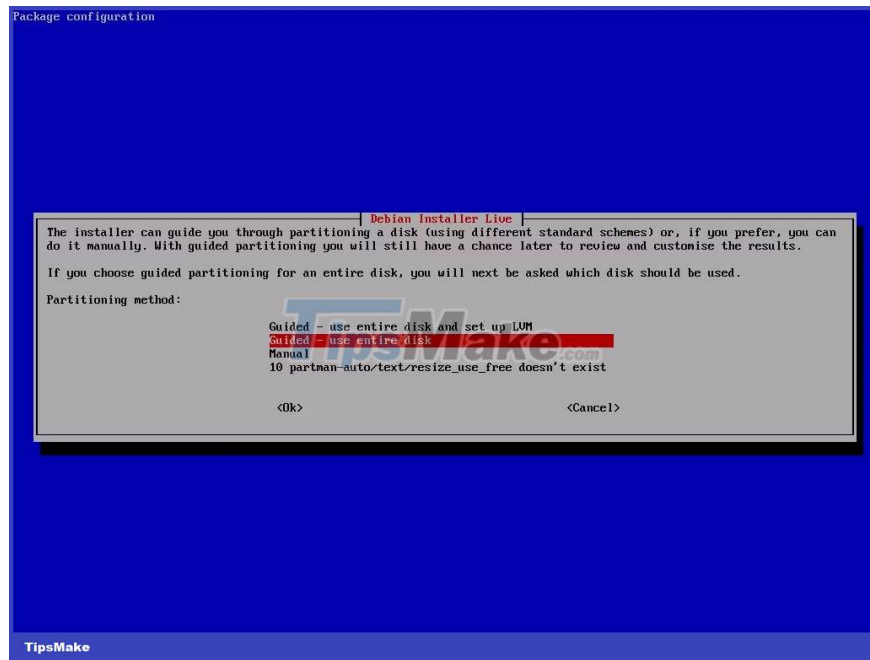 Package configuration
Debian Installer Live
The installer can guide you through partitioning a disk (using different standard schemes) or, if you prefer, you can
do it manually. With guided partitioning you will still have a chance later to review and customise the results.
If you choose guided partitioning for an entire disk, you will next be asked which disk should be used.
Partitioning method:
Guided - use entire disk and set up LVM
Guided - use entire disk
Manual
10 partman-auto/text/resize_use_free doesn't exist
TipsMake.com
<Ok> <Cancel>
TipsMake